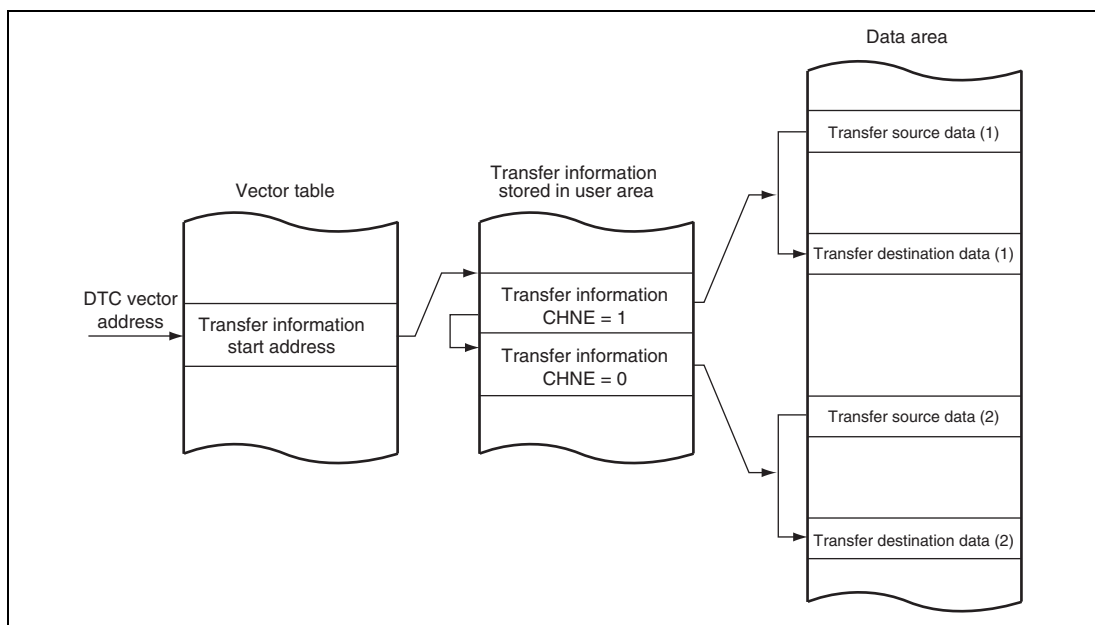 Data area
Transfer source data (1)
Transfer information
stored in user area
Vector table
Transfer destination data (1)
DTC vector
address
Transfer information
CHNE = 1
Transfer information
start address
Transfer information
CHNE = 0
Transfer source data (2)
Transfer destination data (2)